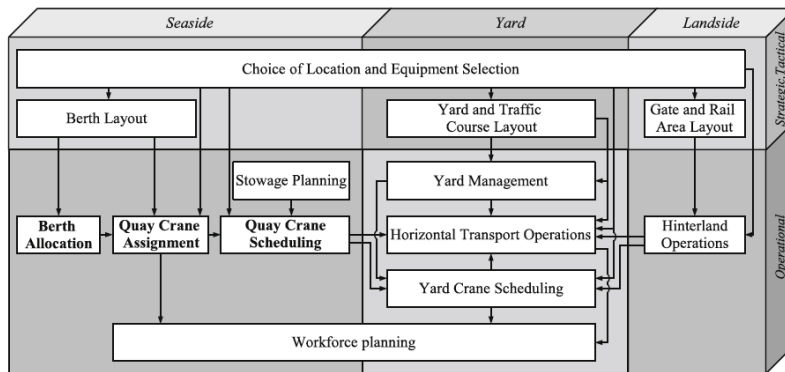 Seaside
Yard
Landside
Strategic, Tactical
Choice of Location and Equipment Selection
Berth Layout
Yard and Traffic
Course Layout
Gate and Rail
Area Layout
Operational
Stowage Planning
Yard Management
Berth
Allocation
Quay Crane
Assignment
Quay Crane
Scheduling
Horizontal Transport Operations
Hinterland
Operations
Yard Crane Scheduling
Workforce planning